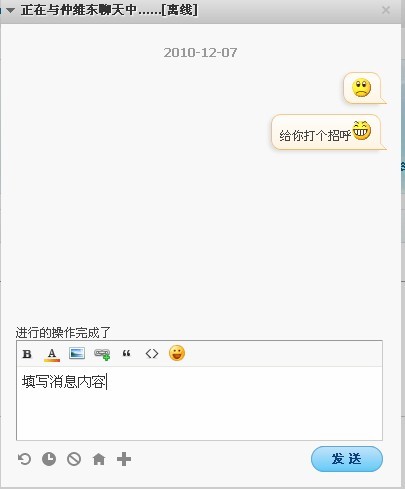 正在与仲維东聊天中......[离线]
2010-12-07
给你打个招呼
进行的操作完成了
B A “ <>
填写消息内容
发 送